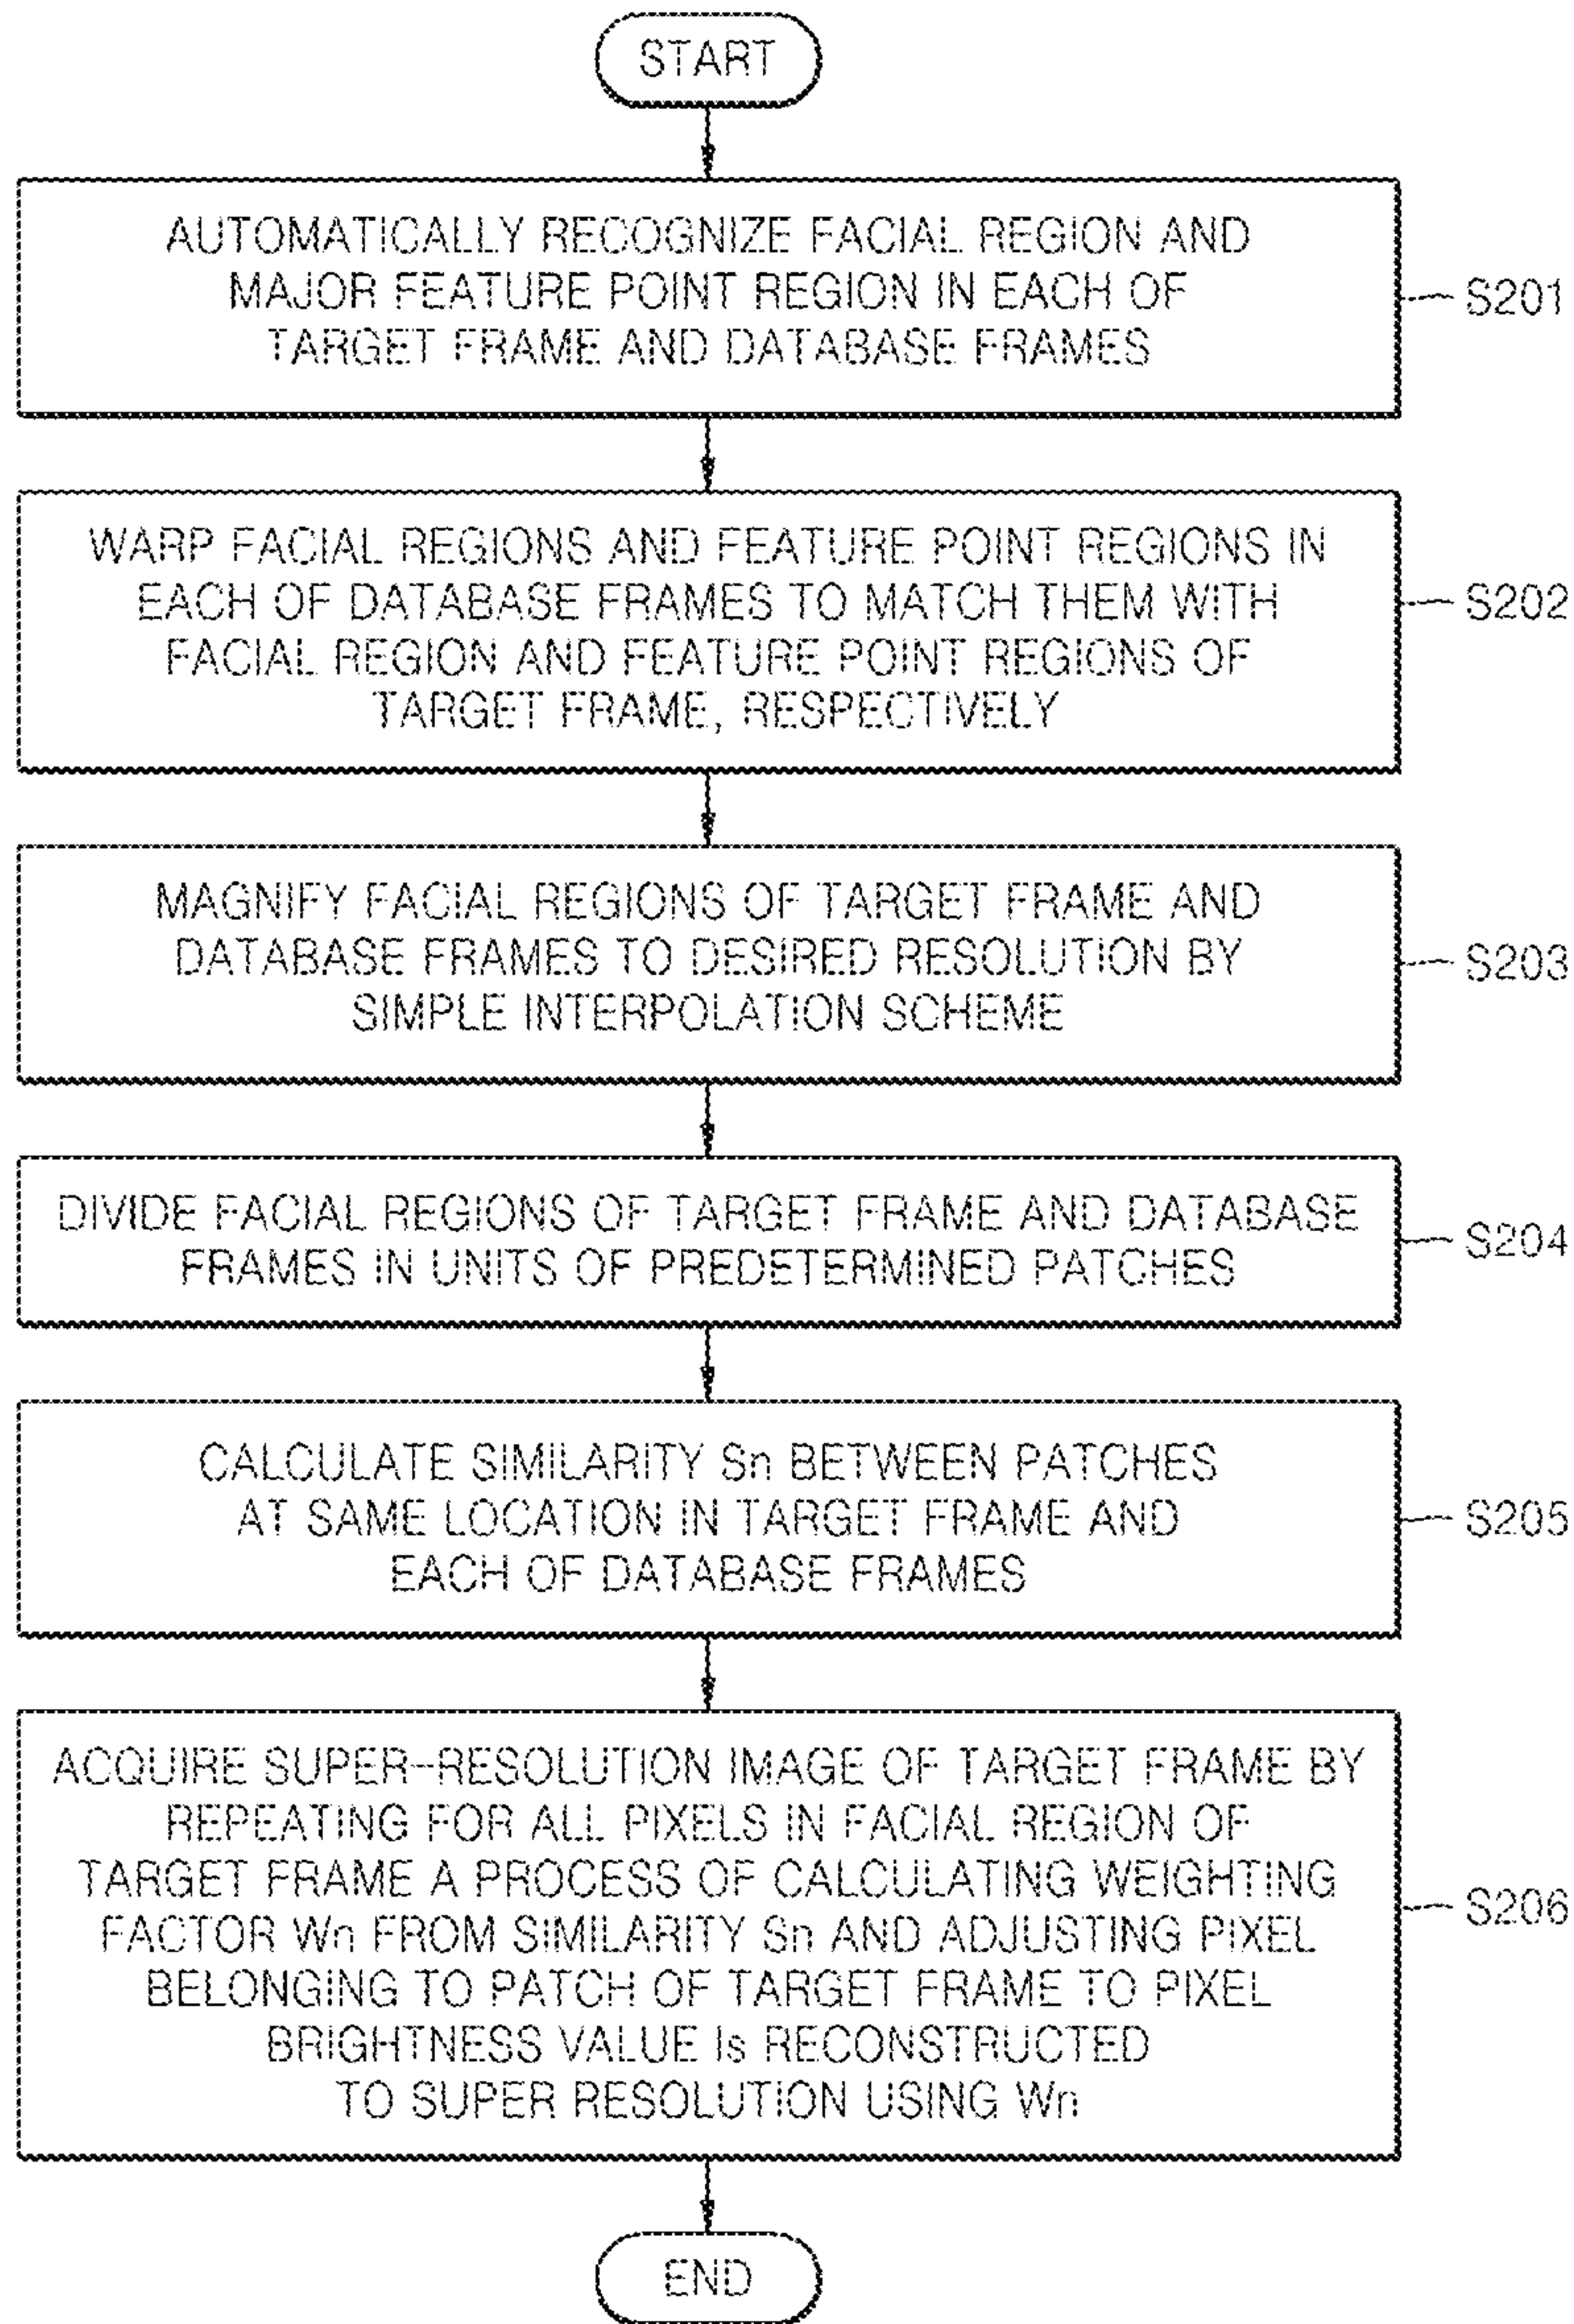 START
AUTOMATICALLY RECOGNIZE FACIAL REGION AND
MAJOR FEATURE POINT REGION IN EACH OF
TARGET FRAME AND DATABASE FRAMES
S201
WARP FACIAL REGIONS AND FEATURE POINT REGIONS IN
EACH OF DATABASE FRAMES TO MATCH THEM WITH
FACIAL REGION AND FEATURE POINT REGIONS OF
TARGET FRAME, RESPECTIVELY
S202
MAGNIFY FACIAL REGIONS OF TARGET FRAME AND
DATABASE FRAMES TO DESIRED RESOLUTION BY
SIMPLE INTERPOLATION SCHEME
S203
DIVIDE FACIAL REGIONS OF TARGET FRAME AND DATABASE
FRAMES IN UNITS OF PREDETERMINED PATCHES
S204
CALCULATE SIMILARITY Sn BETWEEN PATCHES
AT SAME LOCATION IN TARGET FRAME AND
EACH OF DATABASE FRAMES
S205
ACQUIRE SUPER-RESOLUTION IMAGE OF TARGET FRAME BY
REPEATING FOR ALL PIXELS IN FACIAL REGION OF
TARGET FRAME A PROCESS OF CALCULATING WEIGHTING
FACTOR Wn FROM SIMILARITY Sn AND ADJUSTING PIXEL
BELONGING TO PATCH OF TARGET FRAME TO PIXEL
BRIGHTNESS VALUE Is RECONSTRUCTED
TO SUPER RESOLUTION USING Wn
S206
END